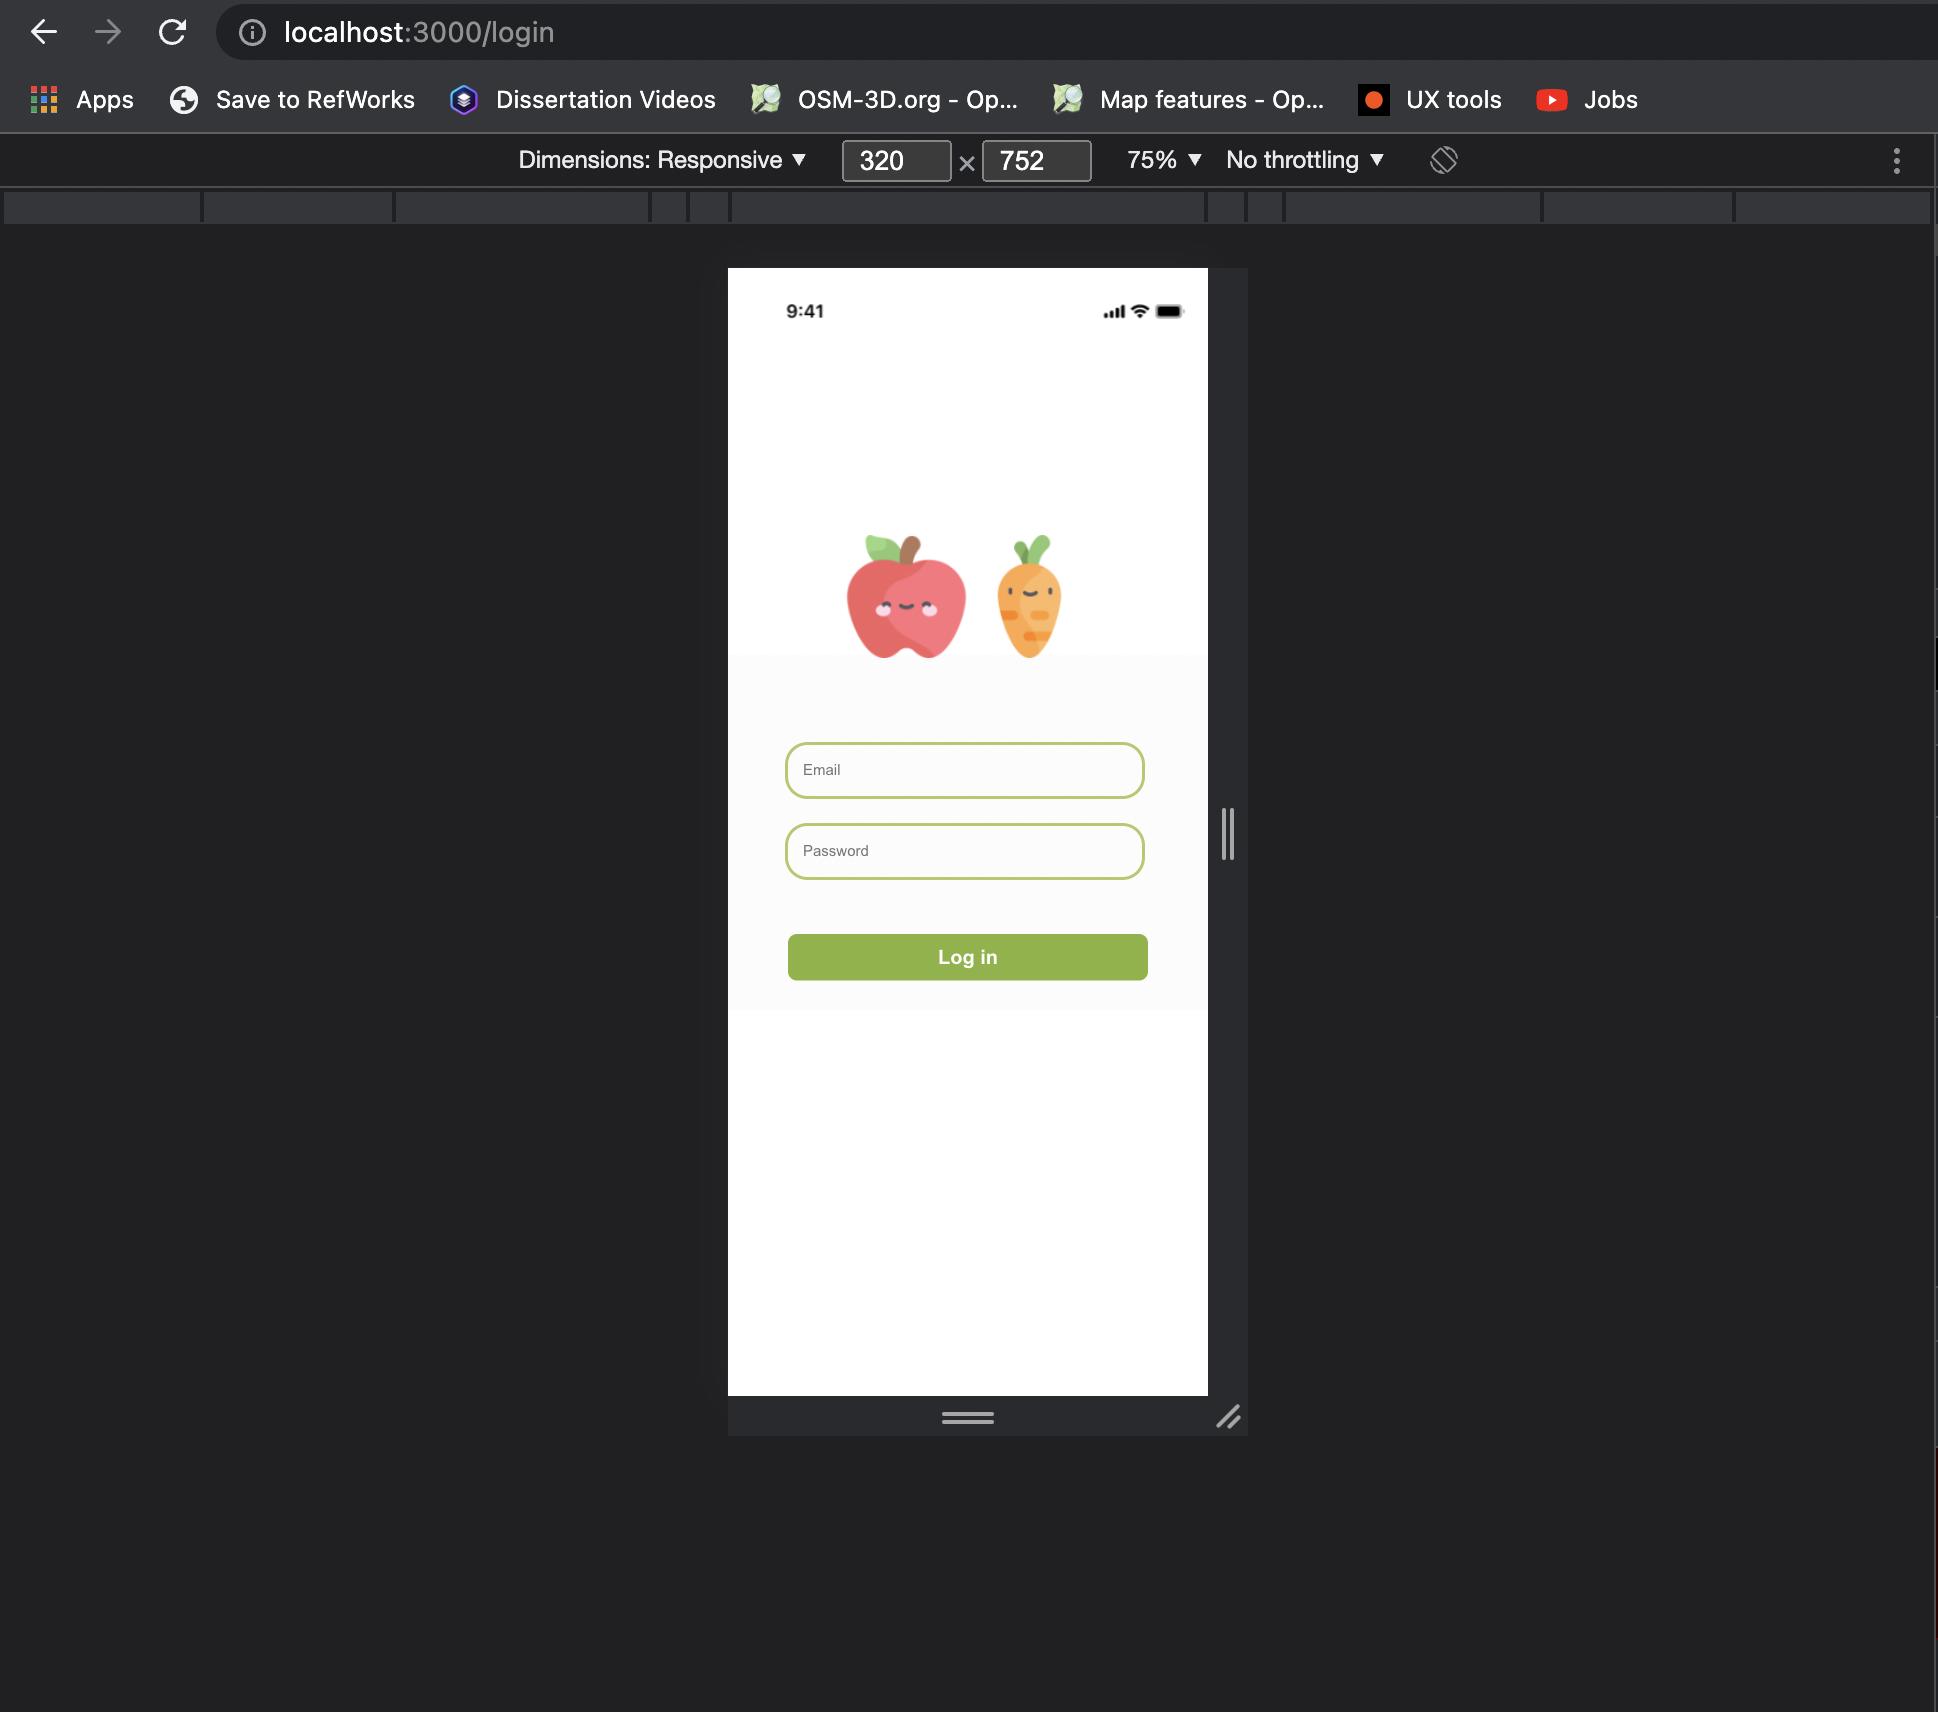 localhost:3000/login
Apps Save to RefWorks Dissertation Videos OSM-3D.org - Op... Map features - Op... UX tools Jobs
Dimensions: Responsive ▼ 320 × 752 75% ▼ No throttling ▼
9:41
Email
Password
Log in